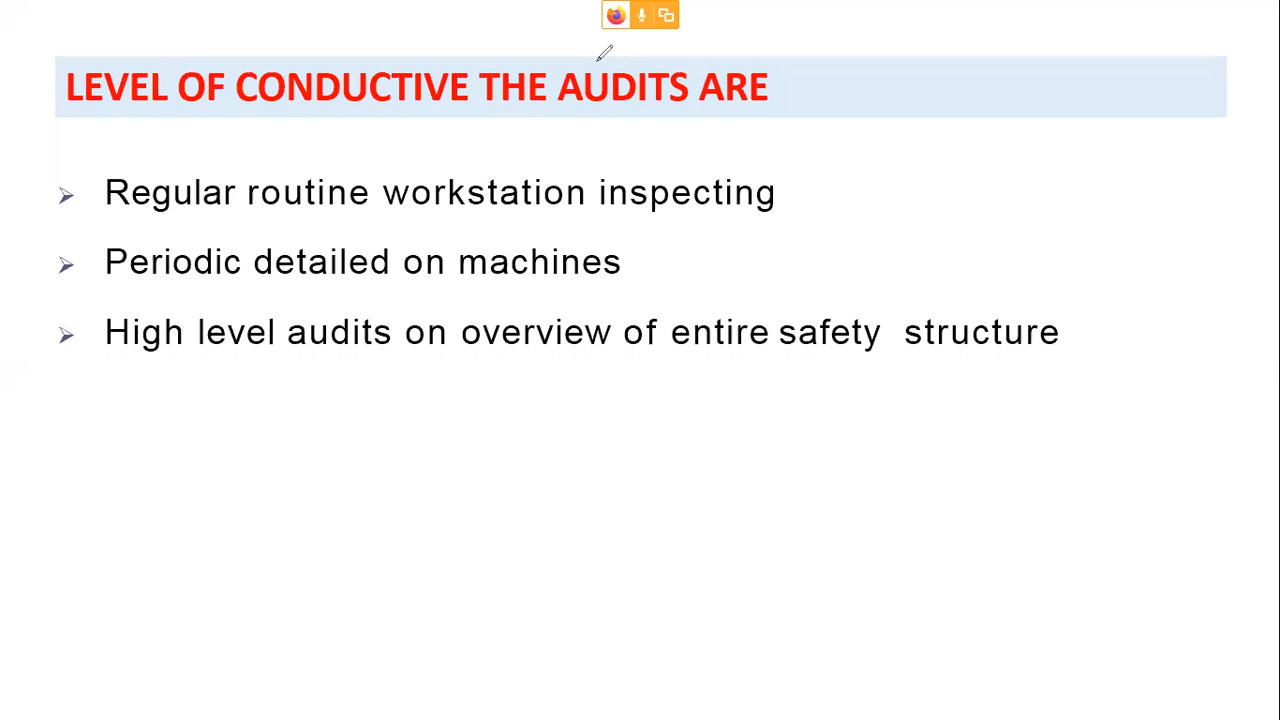 LEVEL OF CONDUCTIVE THE AUDITS ARE
Regular routine workstation inspecting
Periodic detailed on machines
High level audits on overview of entire safety structure